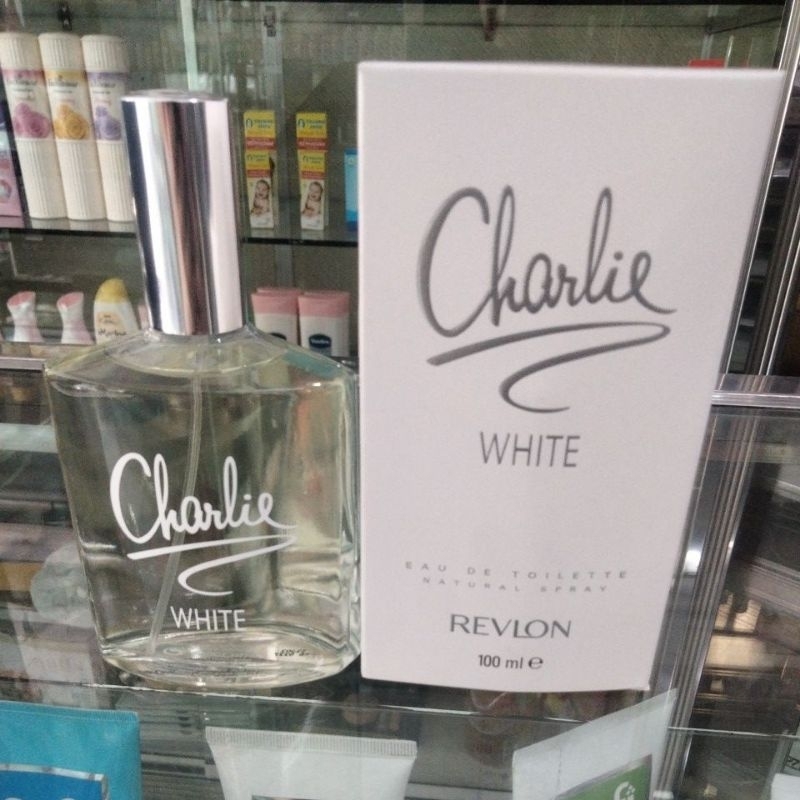 Charlie
WHITE
Charlie
WHITE
EAU DE TOILETTE
NATURAL SPRAY
REVLON
100 ml e